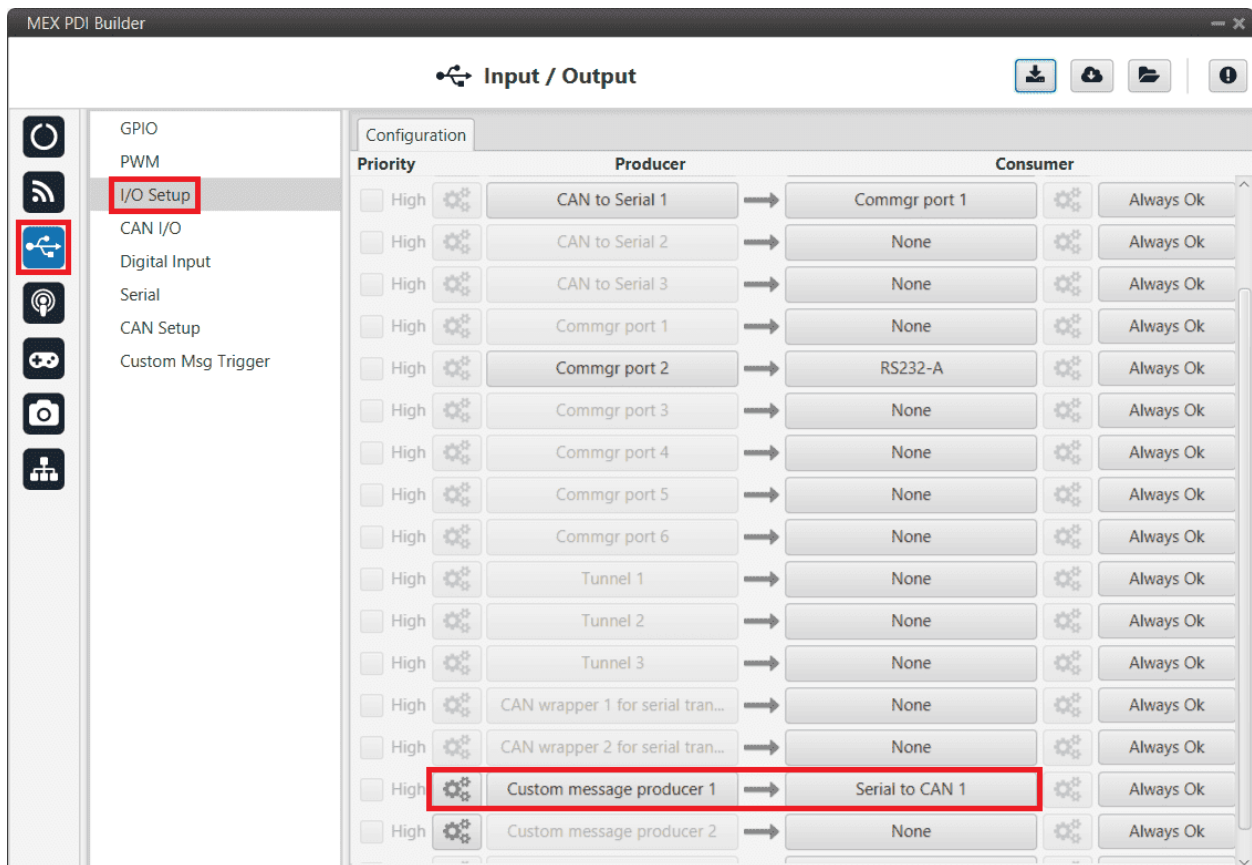 MEX PDI Builder
Input / Output
GPIO
PWM
I/O Setup
CAN I/O
Digital Input
Serial
CAN Setup
Custom Msg Trigger
Configuration
Priority Producer Consumer
High CAN to Serial 1 Commgr port 1 Always Ok
High CAN to Serial 2 None Always Ok
High CAN to Serial 3 None Always Ok
High Commgr port 1 None Always Ok
High Commgr port 2 RS232-A Always Ok
High Commgr port 3 None Always Ok
High Commgr port 4 None Always Ok
High Commgr port 5 None Always Ok
High Commgr port 6 None Always Ok
High Tunnel 1 None Always Ok
High Tunnel 2 None Always Ok
High Tunnel 3 None Always Ok
High CAN wrapper 1 for serial tran... None Always Ok
High CAN wrapper 2 for serial tran... None Always Ok
High Custom message producer 1 Serial to CAN 1 Always Ok
High Custom message producer 2 None Always Ok